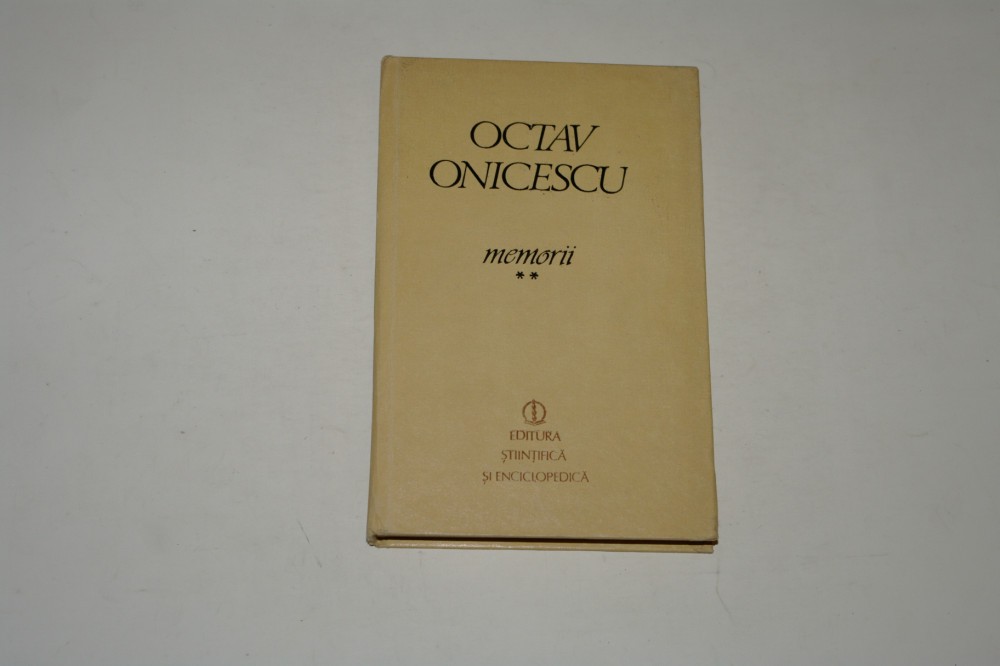 OCTAV
ONICESCU
memorii
**
EDITURA
ȘTIINȚIFICĂ
ȘI ENCICLOPEDICĂ